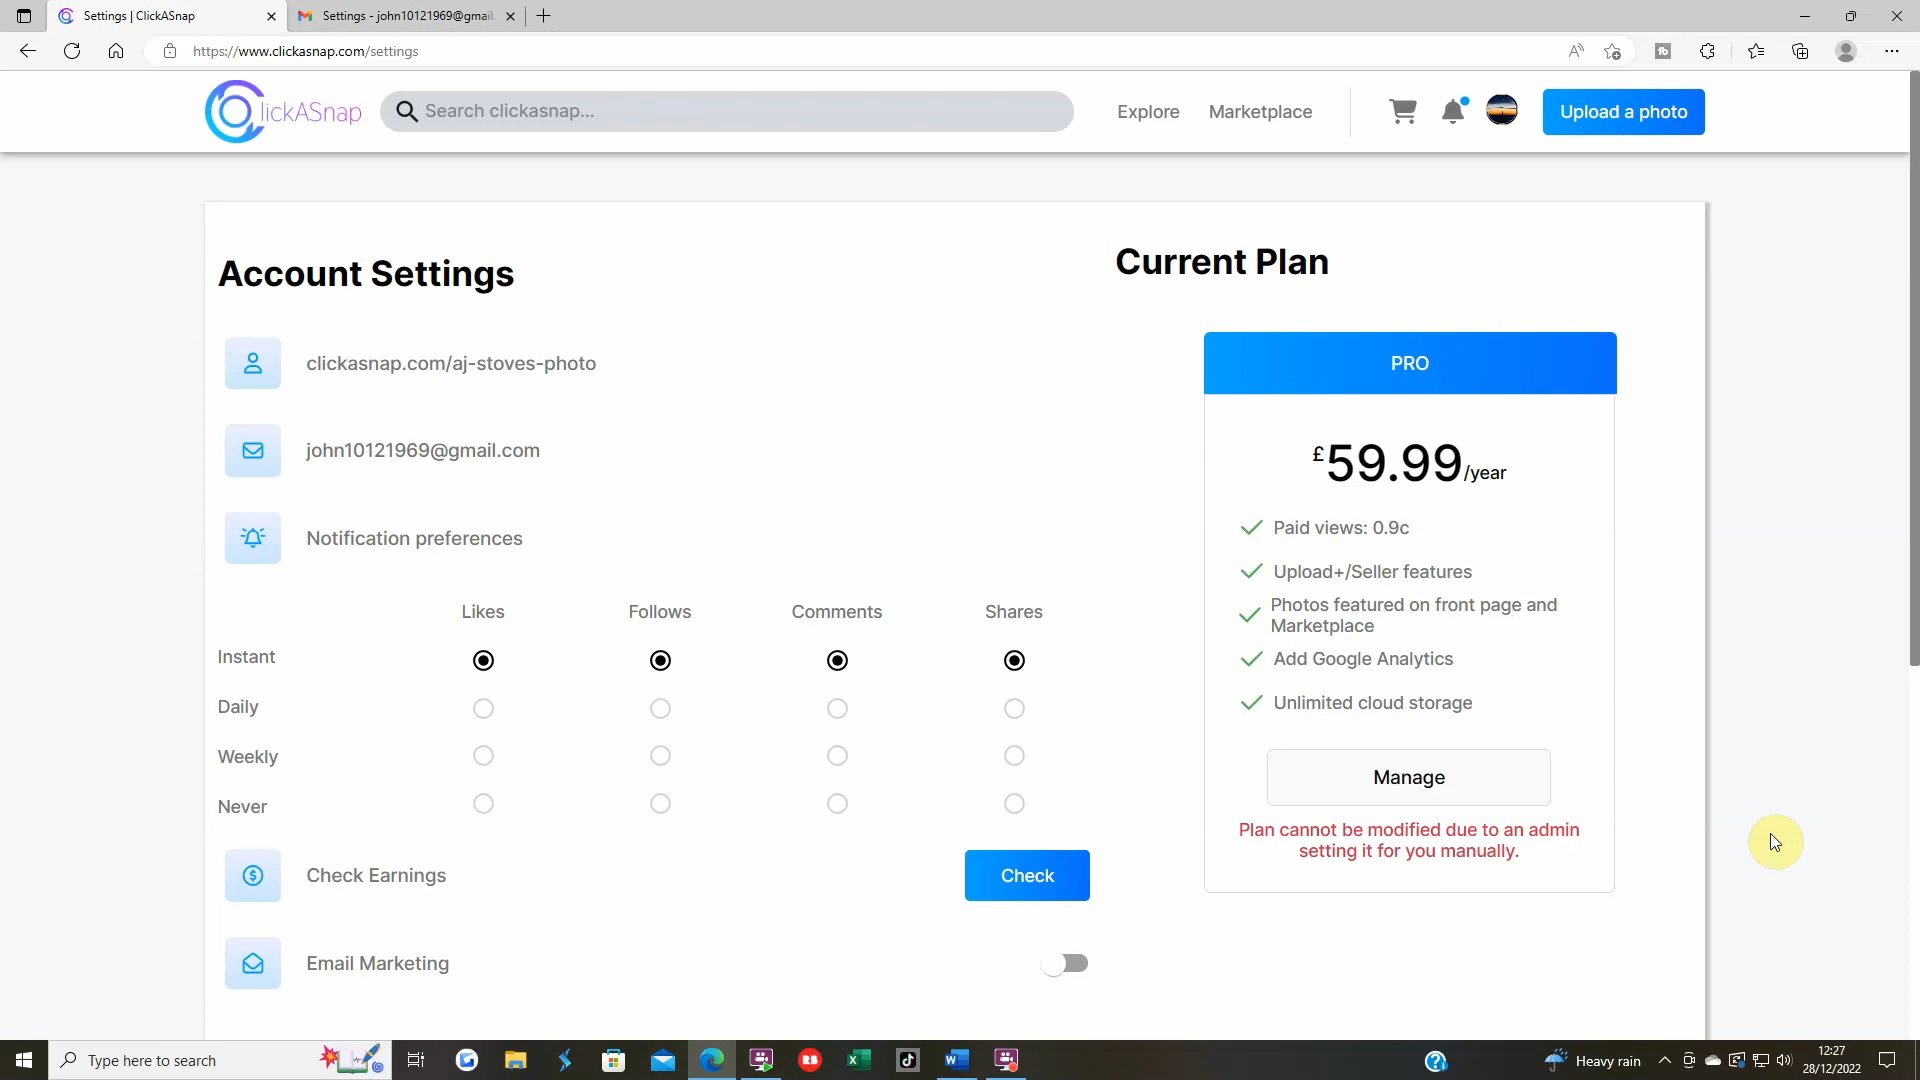 Settings | ClickASnap
Settings - john10121969@gmail.
https://www.clickasnap.com/settings
lickASnap
Search clickasnap...
Explore
Marketplace
Upload a photo
Account Settings
clickasnap.com/aj-stoves-photo
john10121969@gmail.com
Notification preferences
Likes Follows Comments Shares
Instant
Daily
Weekly
Never
Check Earnings
Check
Email Marketing
Current Plan
PRO
£59.99/year
Paid views: 0.9c
Upload+/Seller features
Photos featured on front page and
Marketplace
Add Google Analytics
Unlimited cloud storage
Manage
Plan cannot be modified due to an admin
setting it for you manually.
Type here to search
Heavy rain
12:27
28/12/2022